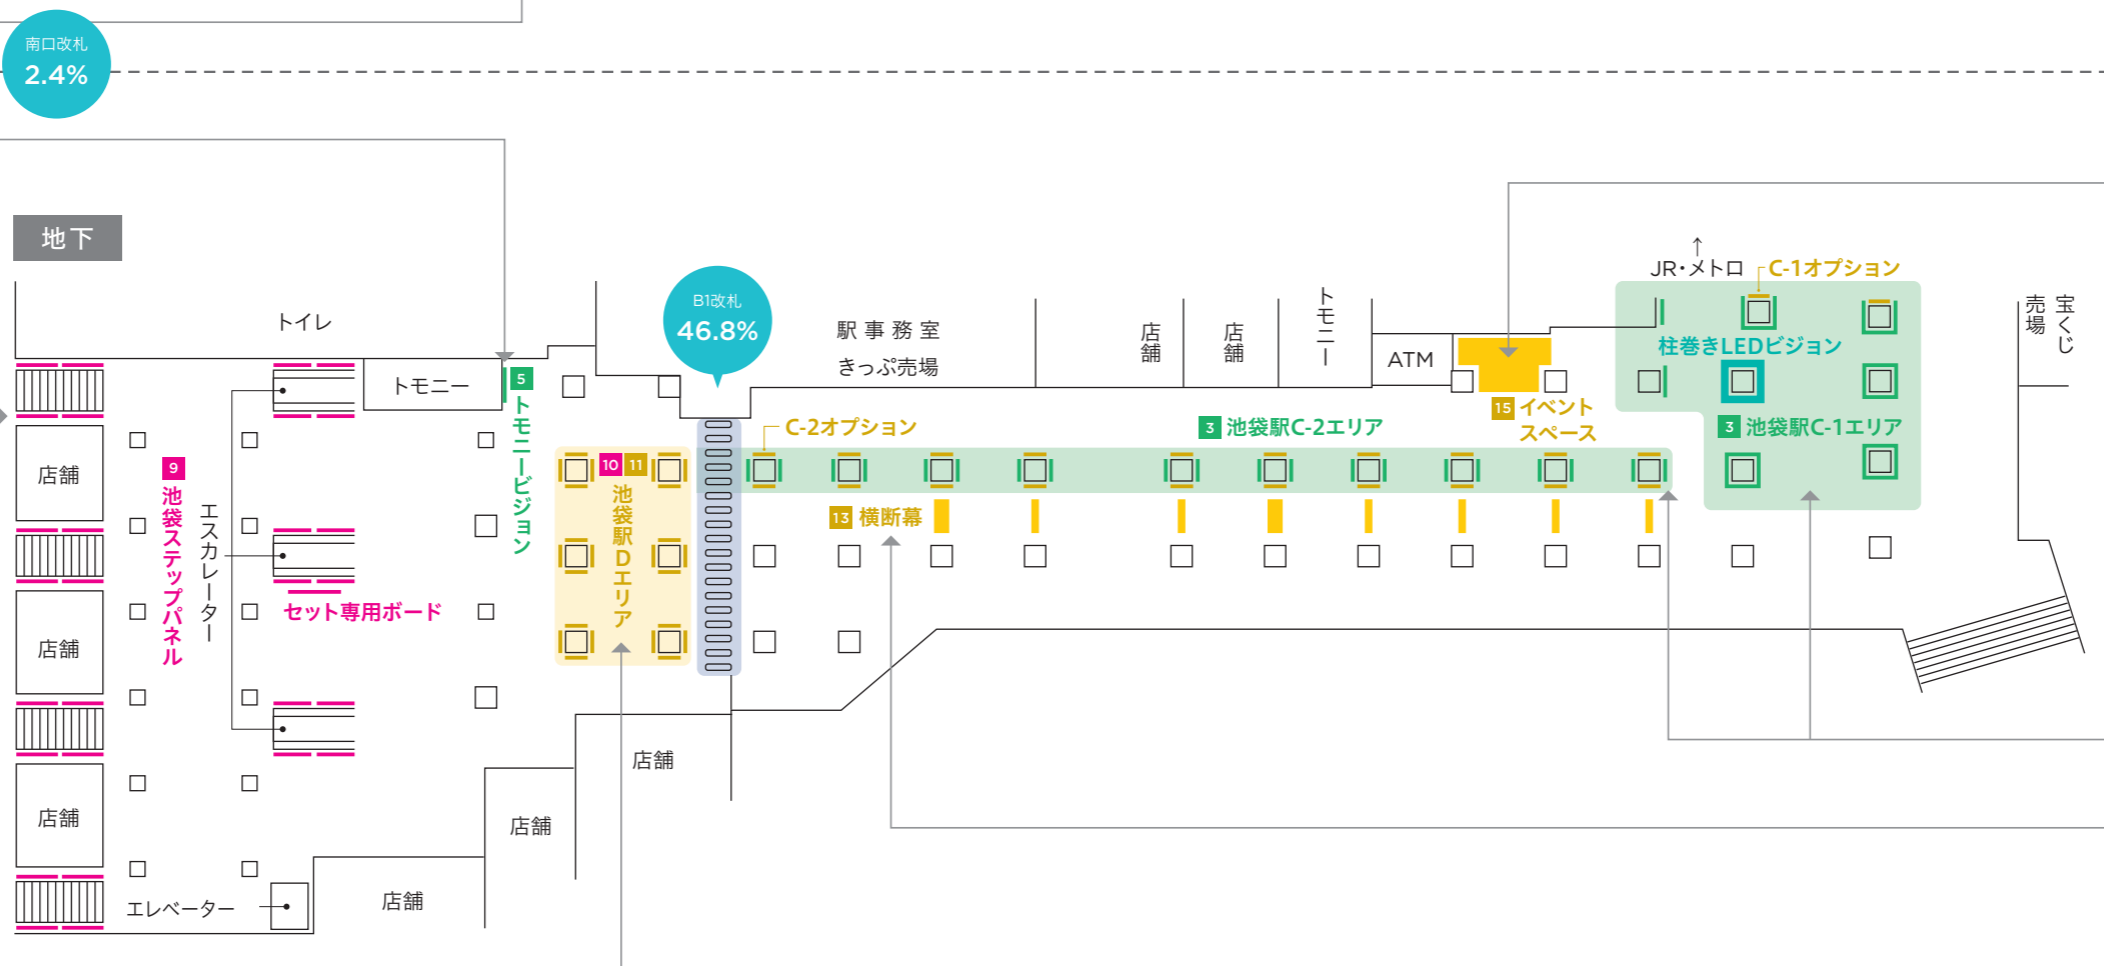 南口改札
2.4%
地下
トイレ
B1改札
46.8%
駅事務室
きっぷ売場
店舗
店舗
トモニー
ATM
JR・メトロ
↑
C-1オプション
宝くじ
売場
柱巻きLEDビジョン
トモニー
5
トモニービジョン
15 イベント
スペース
3 池袋駅C-1エリア
C-2オプション
3 池袋駅C-2エリア
店舗
9
池袋ステップパネル
エスカレーター
10 11
池袋駅Dエリア
13 横断幕
セット専用ボード
店舗
店舗
店舗
店舗
店舗
エレベーター